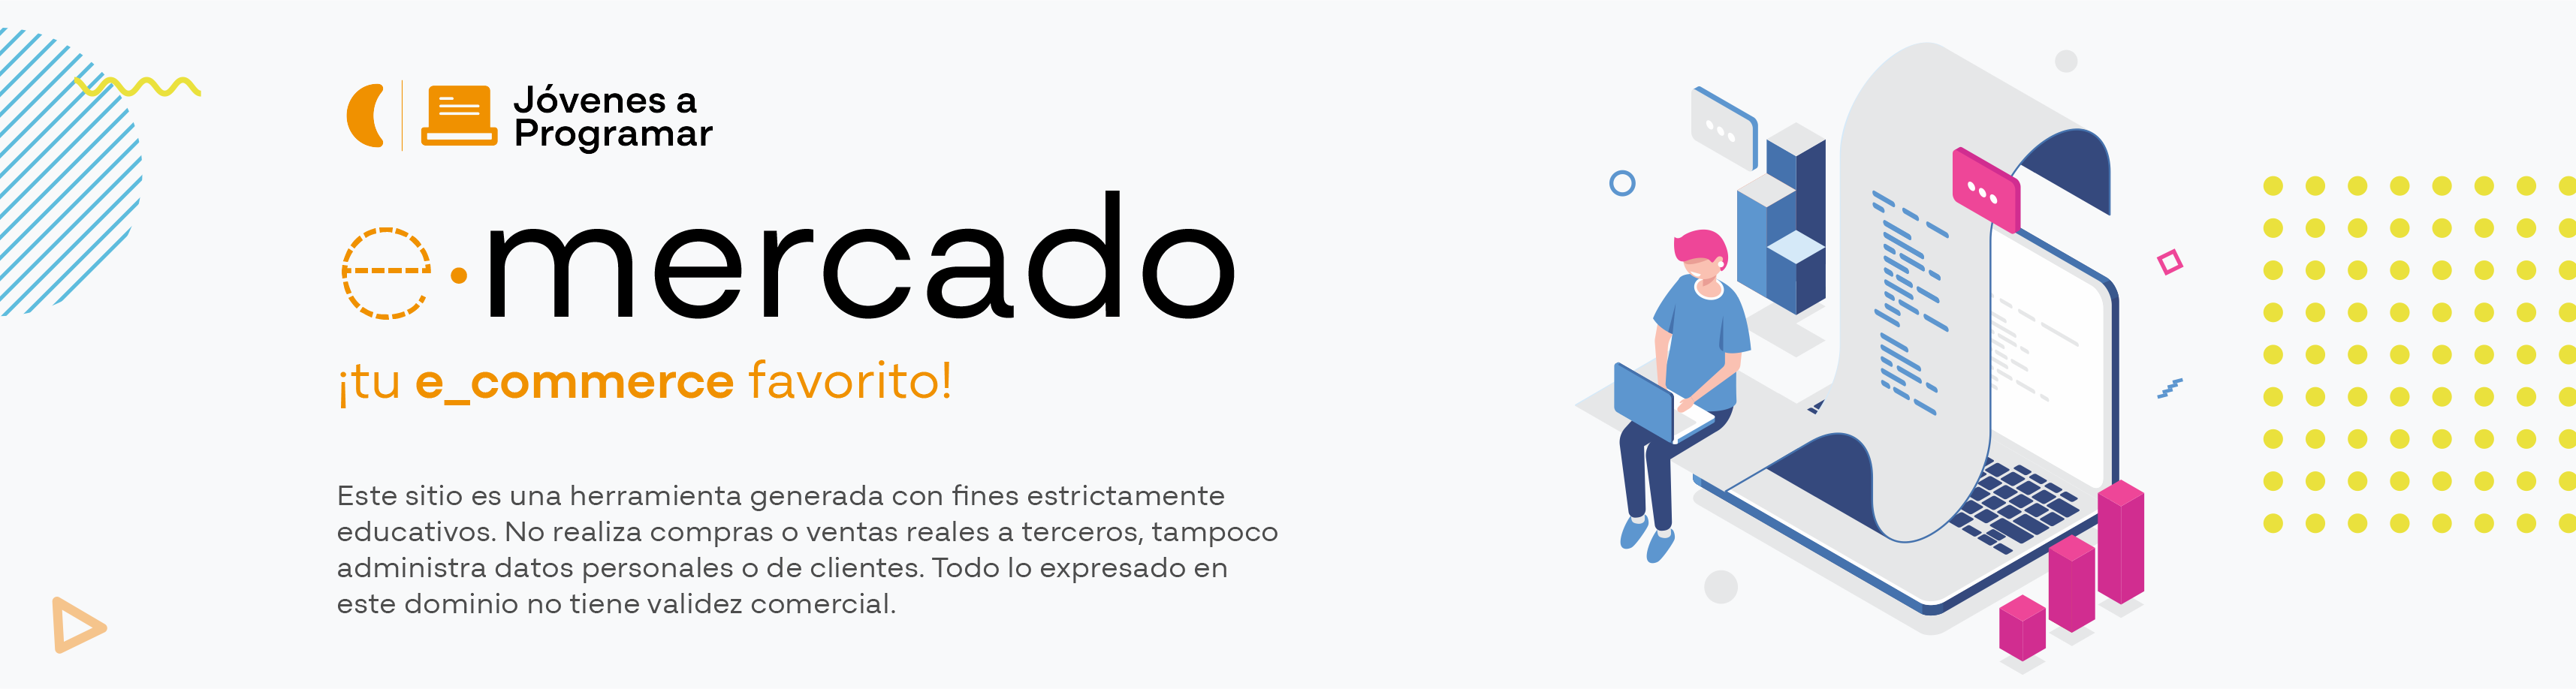 Jóvenes a
Programar
e·mercado
¡tu e_commerce favorito!
Este sitio es una herramienta generada con fines estrictamente
educativos. No realiza compras o ventas reales a terceros, tampoco
administra datos personales o de clientes. Todo lo expresado en
este dominio no tiene validez comercial.